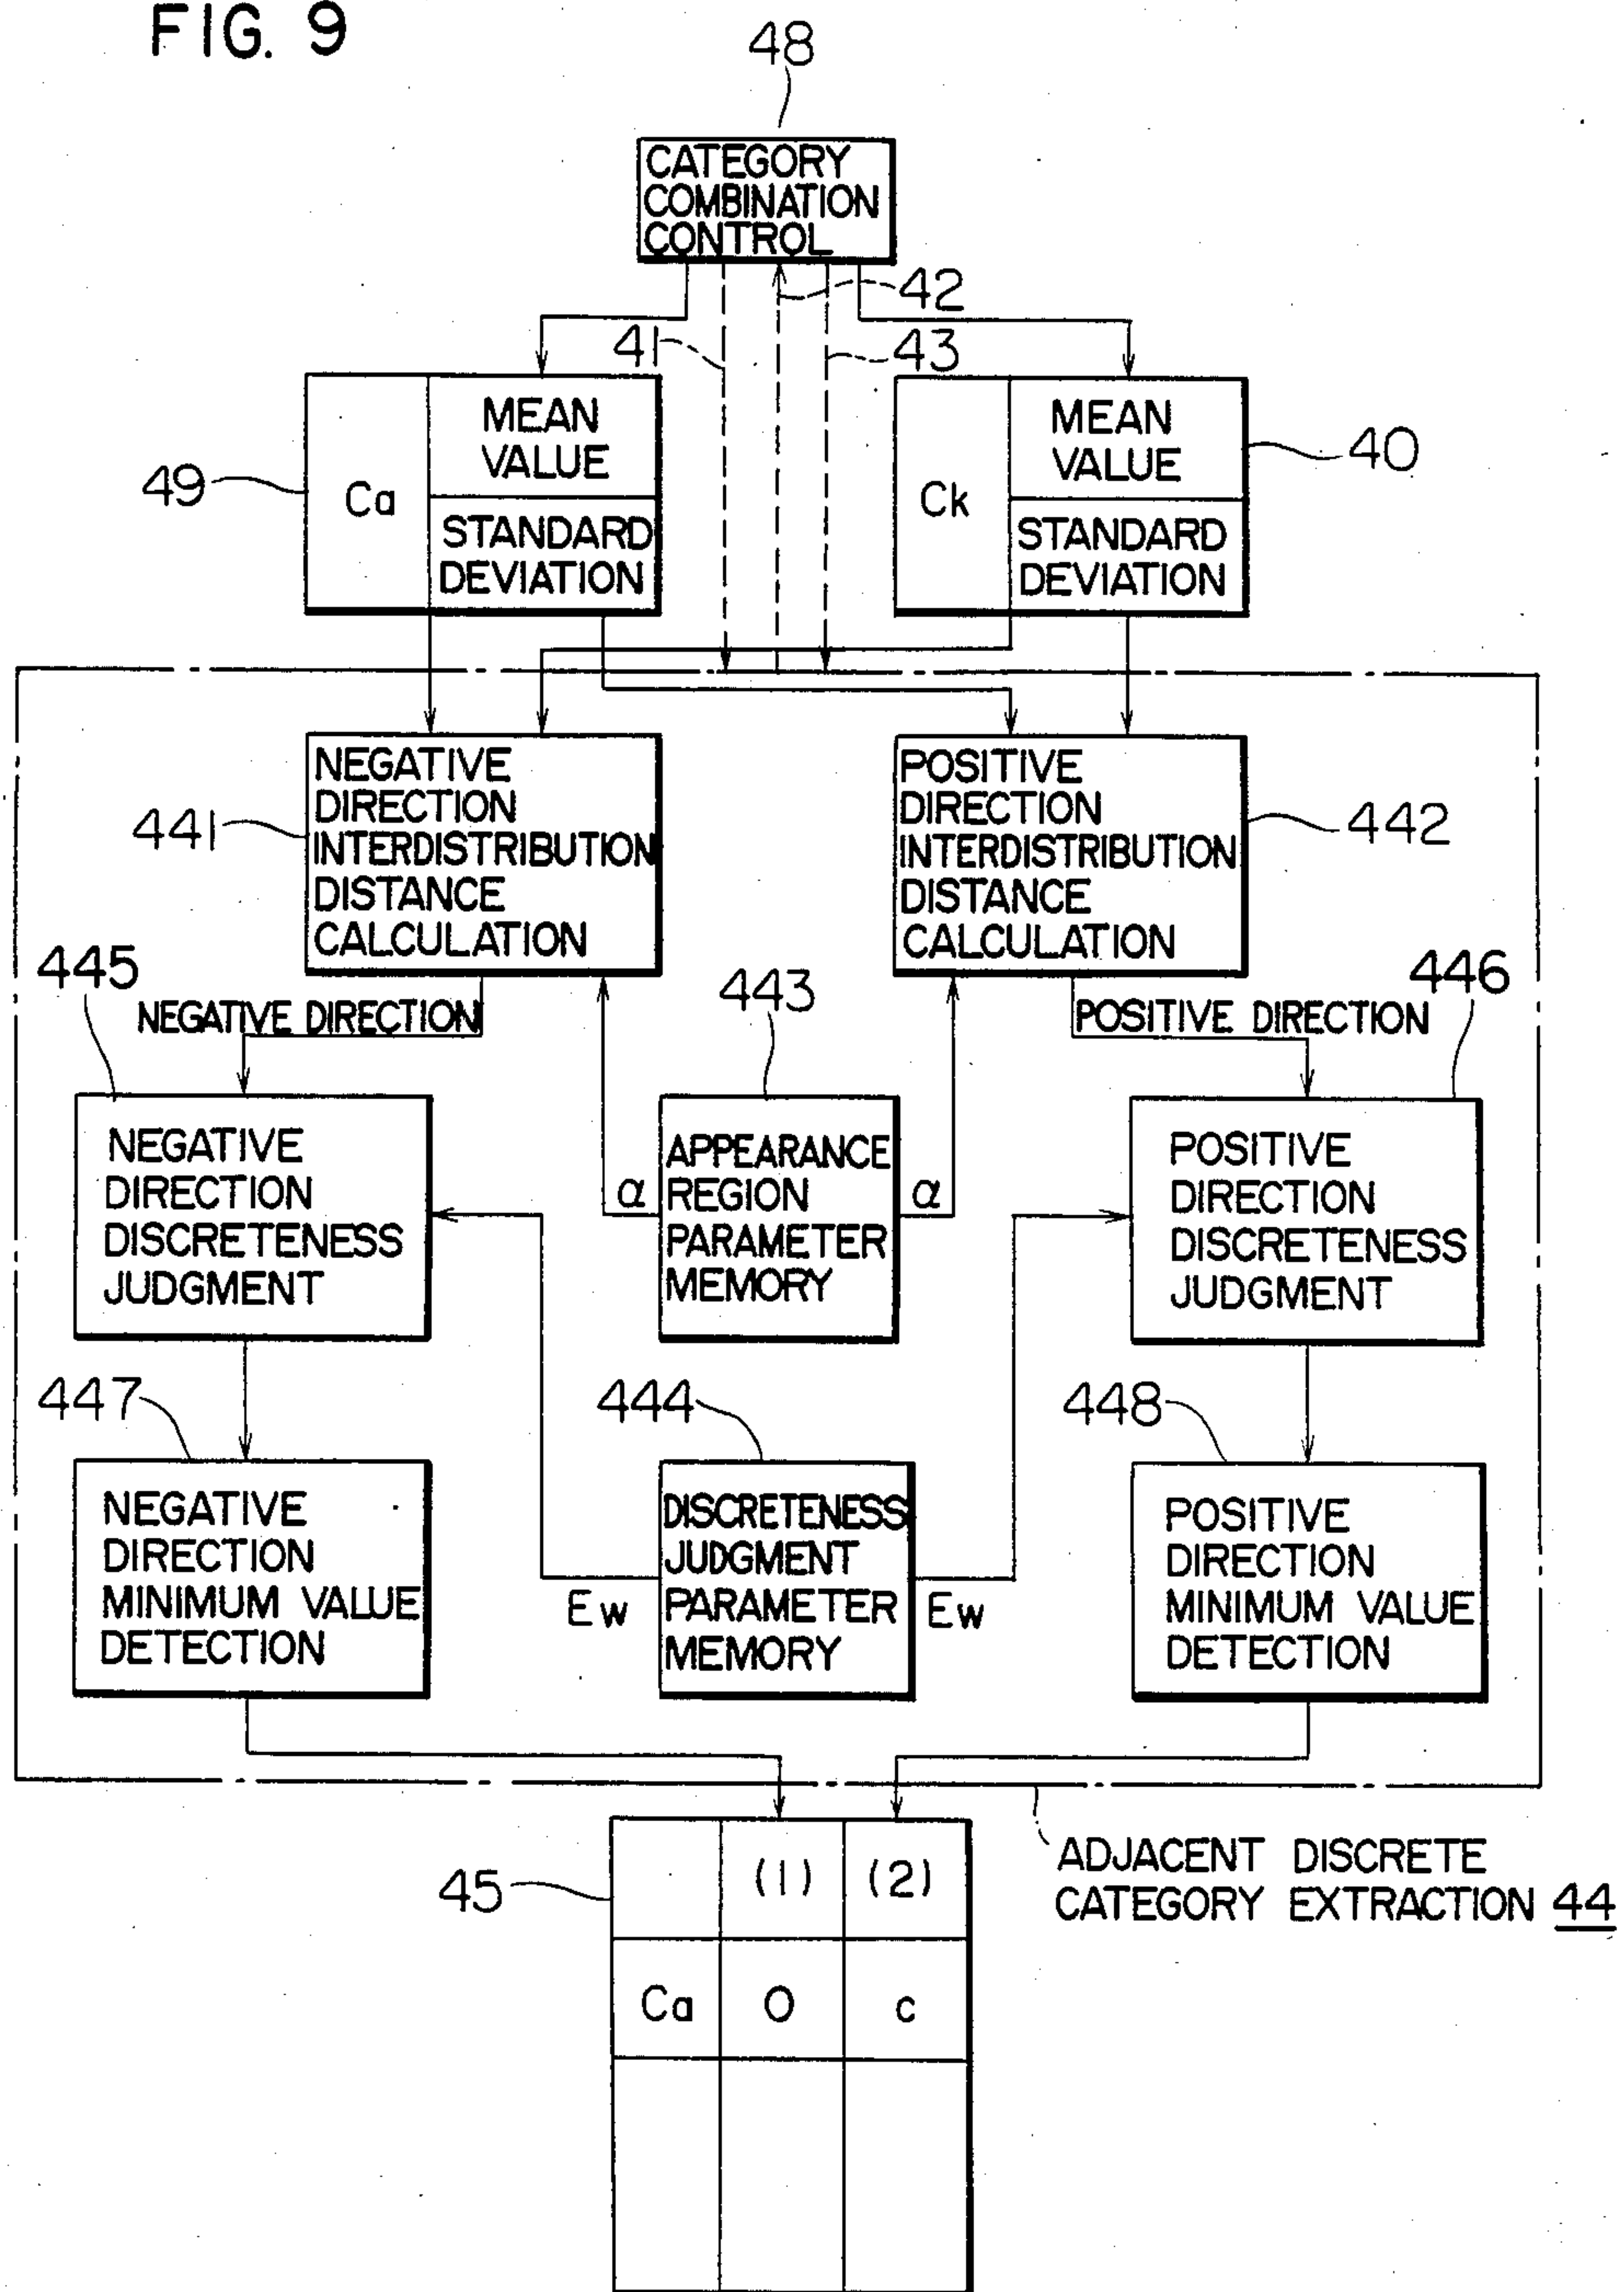 FIG. 9
48
CATEGORY
COMBINATION
CONTROL
42
41
43
MEAN
VALUE
49
Ca
STANDARD
DEVIATION
MEAN
VALUE
40
Ck
STANDARD
DEVIATION
NEGATIVE
DIRECTION
INTERDISTRIBUTION
DISTANCE
CALCULATION
441
POSITIVE
DIRECTION
INTERDISTRIBUTION
DISTANCE
CALCULATION
442
445
NEGATIVE DIRECTION
443
POSITIVE DIRECTION
446
NEGATIVE
DIRECTION
DISCRETENESS
JUDGMENT
α
APPEARANCE
REGION
PARAMETER
MEMORY
α
POSITIVE
DIRECTION
DISCRETENESS
JUDGMENT
447
444
448
NEGATIVE
DIRECTION
MINIMUM VALUE
DETECTION
Ew
DISCRETENESS
JUDGMENT
PARAMETER
MEMORY
Ew
POSITIVE
DIRECTION
MINIMUM VALUE
DETECTION
45
(1) (2)
Ca O c
ADJACENT DISCRETE
CATEGORY EXTRACTION 44